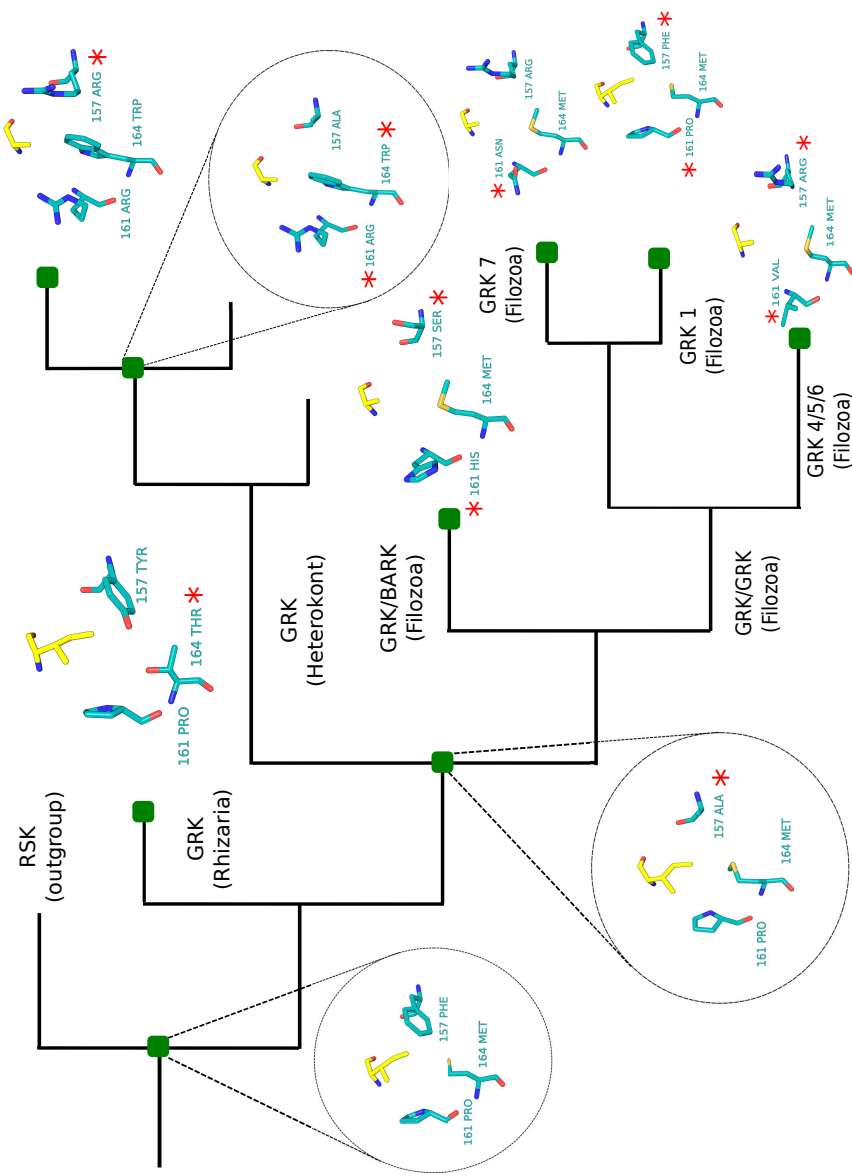 RSK
(outgroup)
GRK
(Rhizaria)
161 PRO
164 THR *
157 TYR
GRK
(Heterokont)
161 ARG
164 TRP
157 ARG *
* 161 ARG
164 TRP *
157 ALA
GRK/BARK
(Filozoa)
* 161 HIS
164 MET
157 SER *
GRK/GRK
(Filozoa)
GRK 7
(Filozoa)
* 161 ASN
164 MET
157 ARG
GRK 1
(Filozoa)
* 161 PRO
164 MET
157 PHE *
GRK 4/5/6
(Filozoa)
* 161 VAL
164 MET
157 ARG *
161 PRO
164 MET
157 PHE
161 PRO
164 MET
157 ALA *